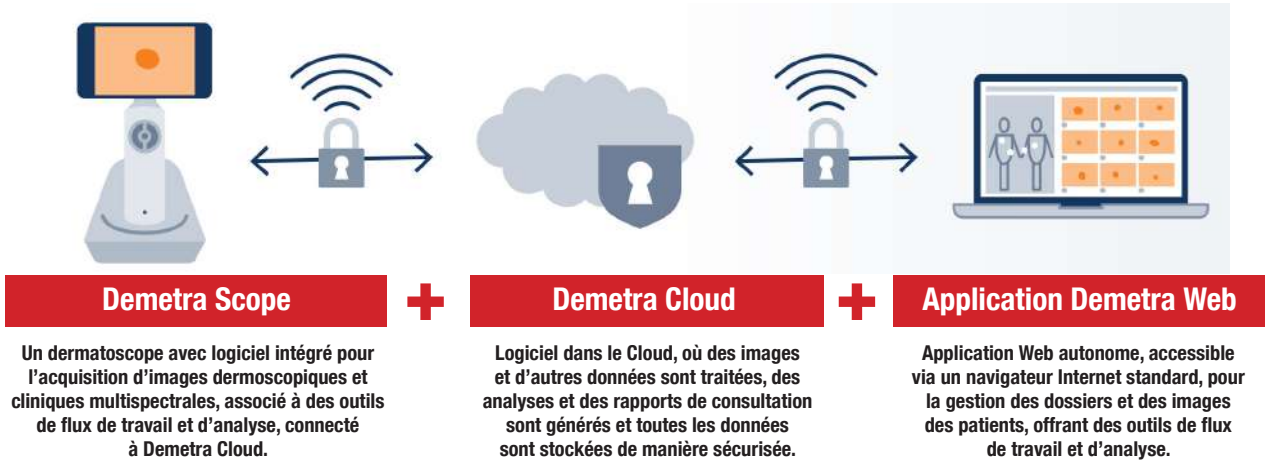 Demetra Scope
Un dermatoscope avec logiciel intégré pour
l'acquisition d'images dermoscopiques et
cliniques multispectrales, associé à des outils
de flux de travail et d'analyse, connecté
à Demetra Cloud.
Demetra Cloud
Logiciel dans le Cloud, où des images
et d'autres données sont traitées, des
analyses et des rapports de consultation
sont générés et toutes les données
sont stockées de manière sécurisée.
Application Demetra Web
Application Web autonome, accessible
via un navigateur Internet standard, pour
la gestion des dossiers et des images
des patients, offrant des outils de flux
de travail et d'analyse.